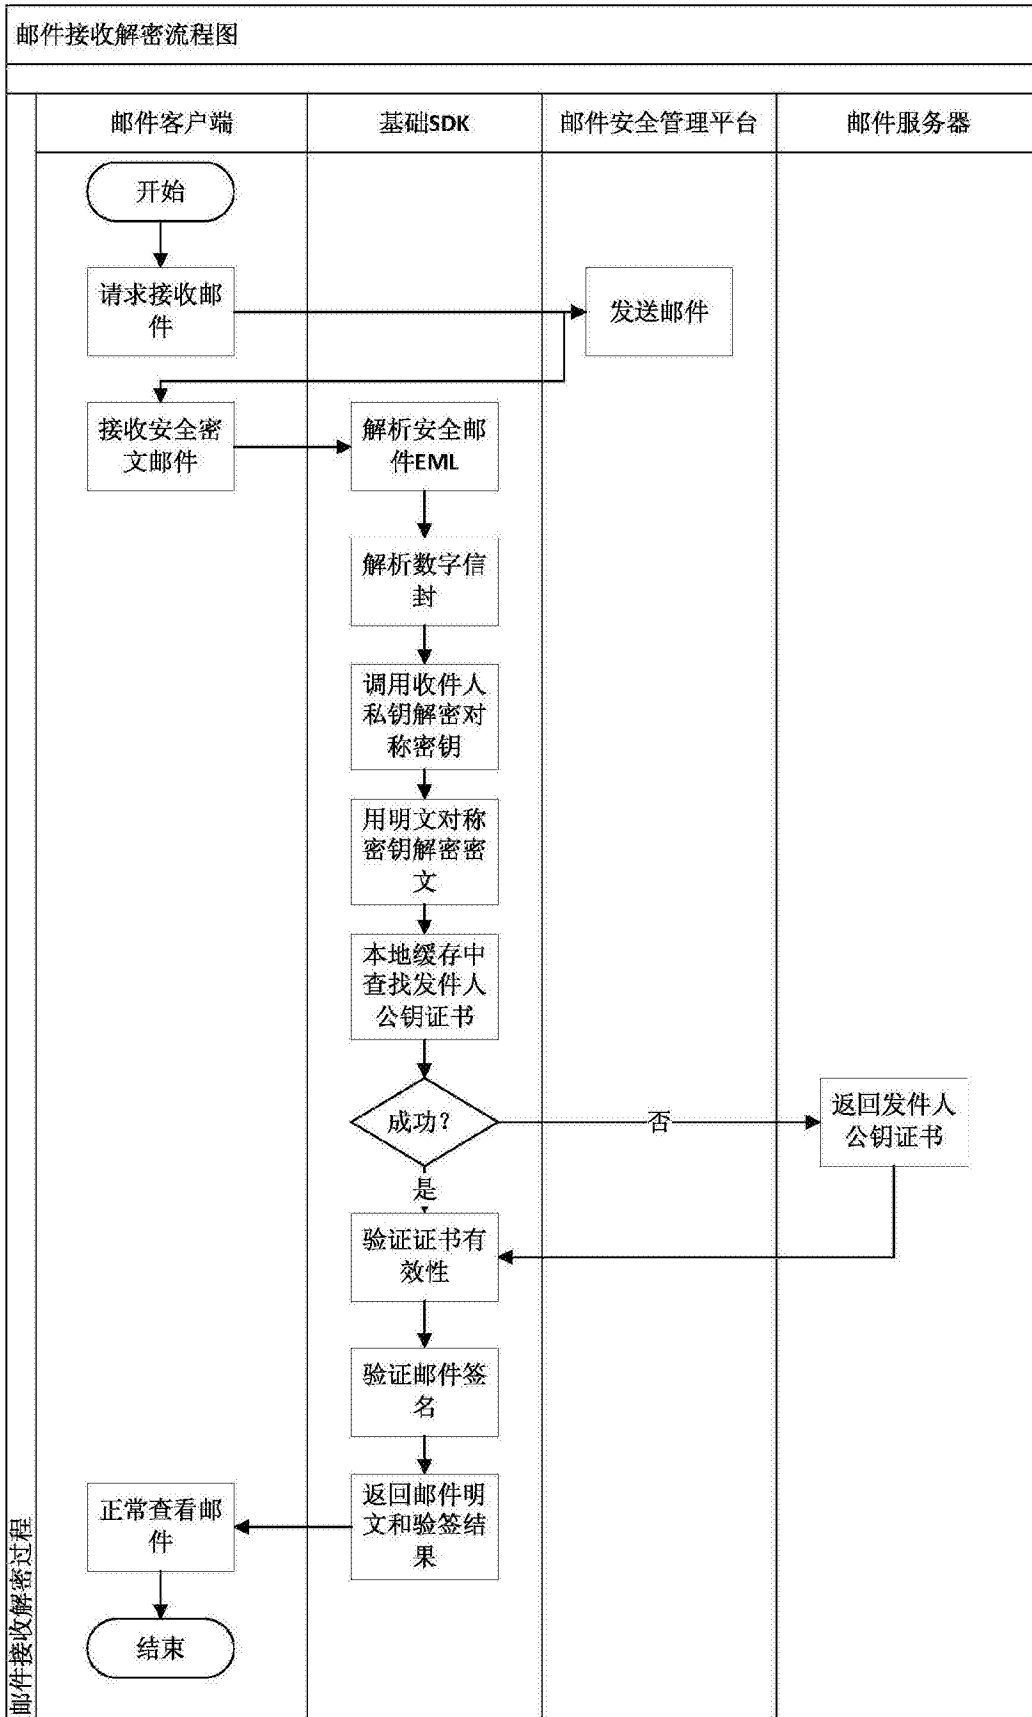 邮件接收解密流程图
邮件客户端
基础SDK
邮件安全管理平台
邮件服务器
开始
请求接收邮
件
发送邮件
接收安全密
文邮件
解析安全邮
件EML
解析数字信
封
调用收件人
私钥解密对
称密钥
用明文对称
密钥解密密
文
本地缓存中
查找发件人
公钥证书
成功?
否
返回发件人
公钥证书
是
验证证书有
效性
验证邮件签
名
返回邮件明
文和验签结
果
正常查看邮
件
结束
邮件接收解密过程